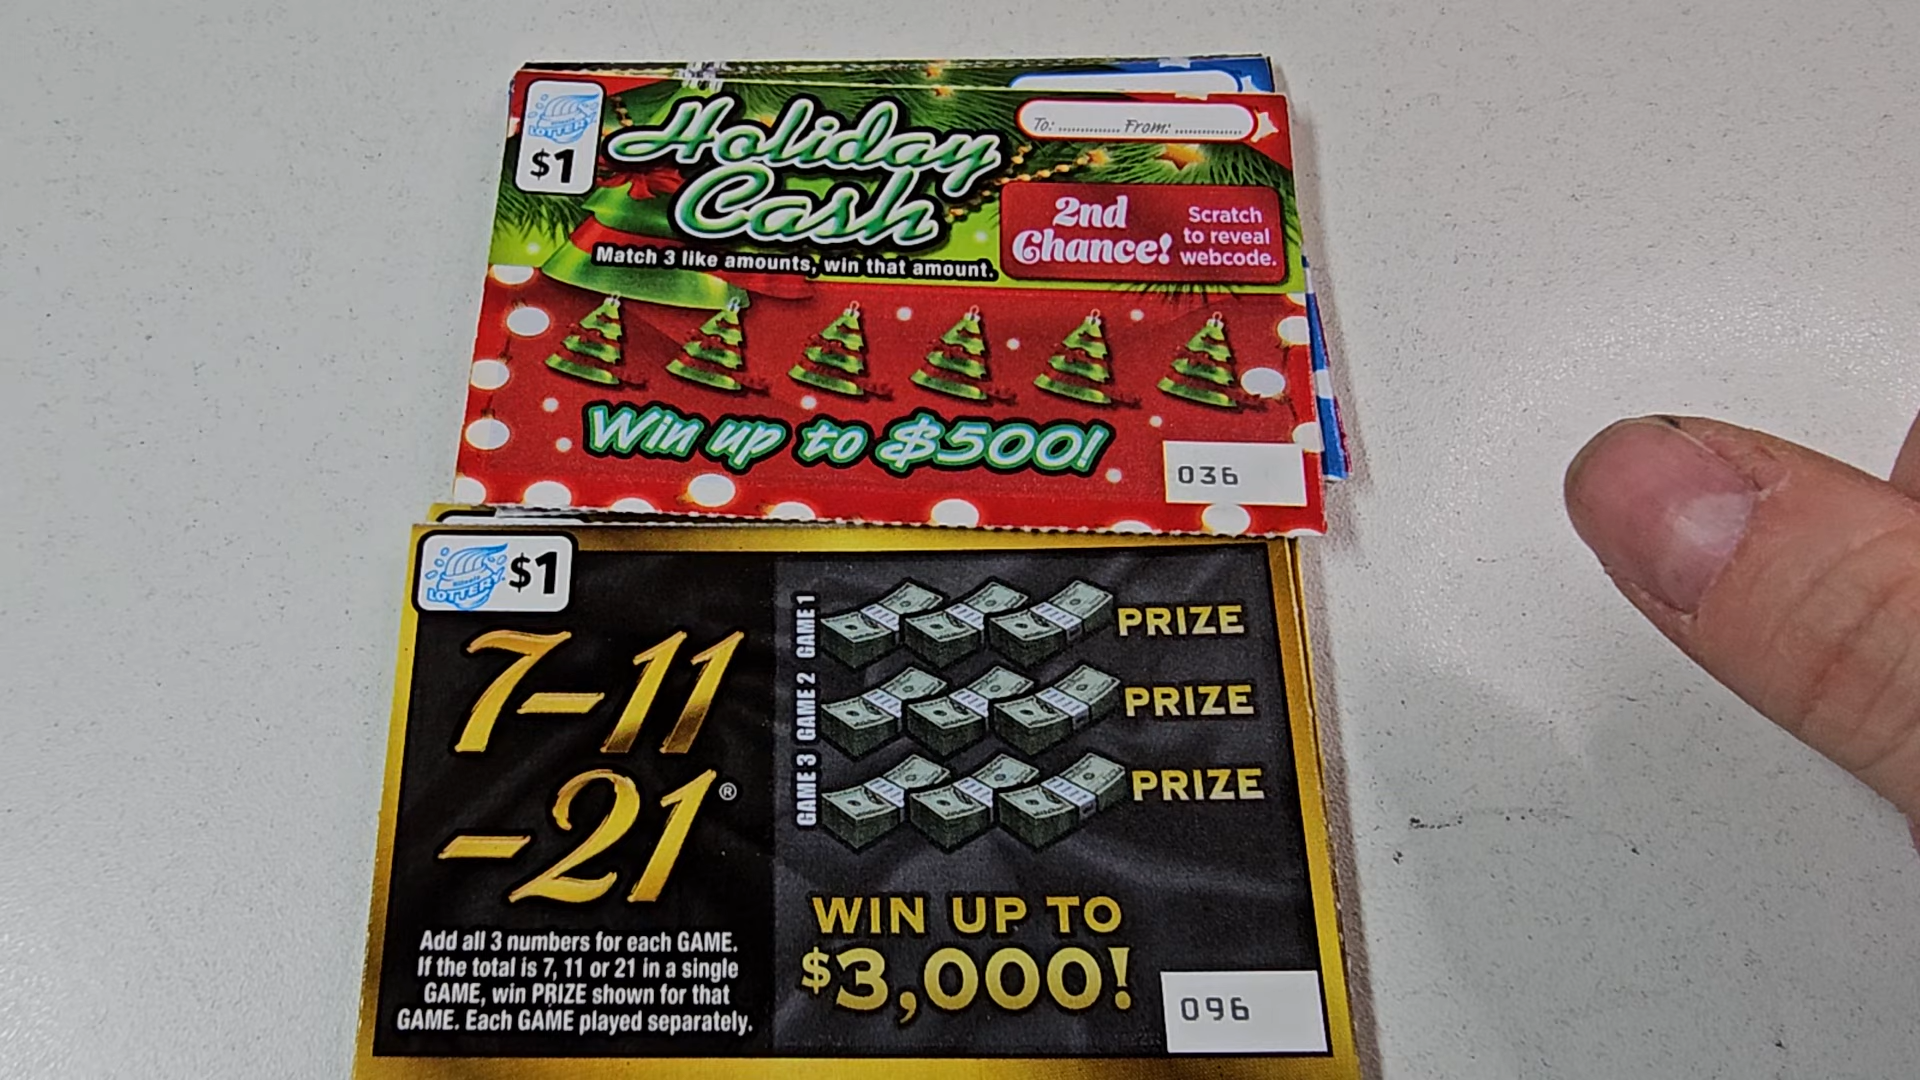 LOTTERY
$1
Holiday
Cash
To: .............. From: ...............
2nd
Chance!
Scratch
to reveal
webcode.
Match 3 like amounts, win that amount.
Win up to $500!
036
Illinois
LOTTERY
$1
7-11
-21®
Add all 3 numbers for each GAME.
If the total is 7, 11 or 21 in a single
GAME, win PRIZE shown for that
GAME. Each GAME played separately.
GAME 1
PRIZE
GAME 2
PRIZE
GAME 3
PRIZE
WIN UP TO
$3,000!
096